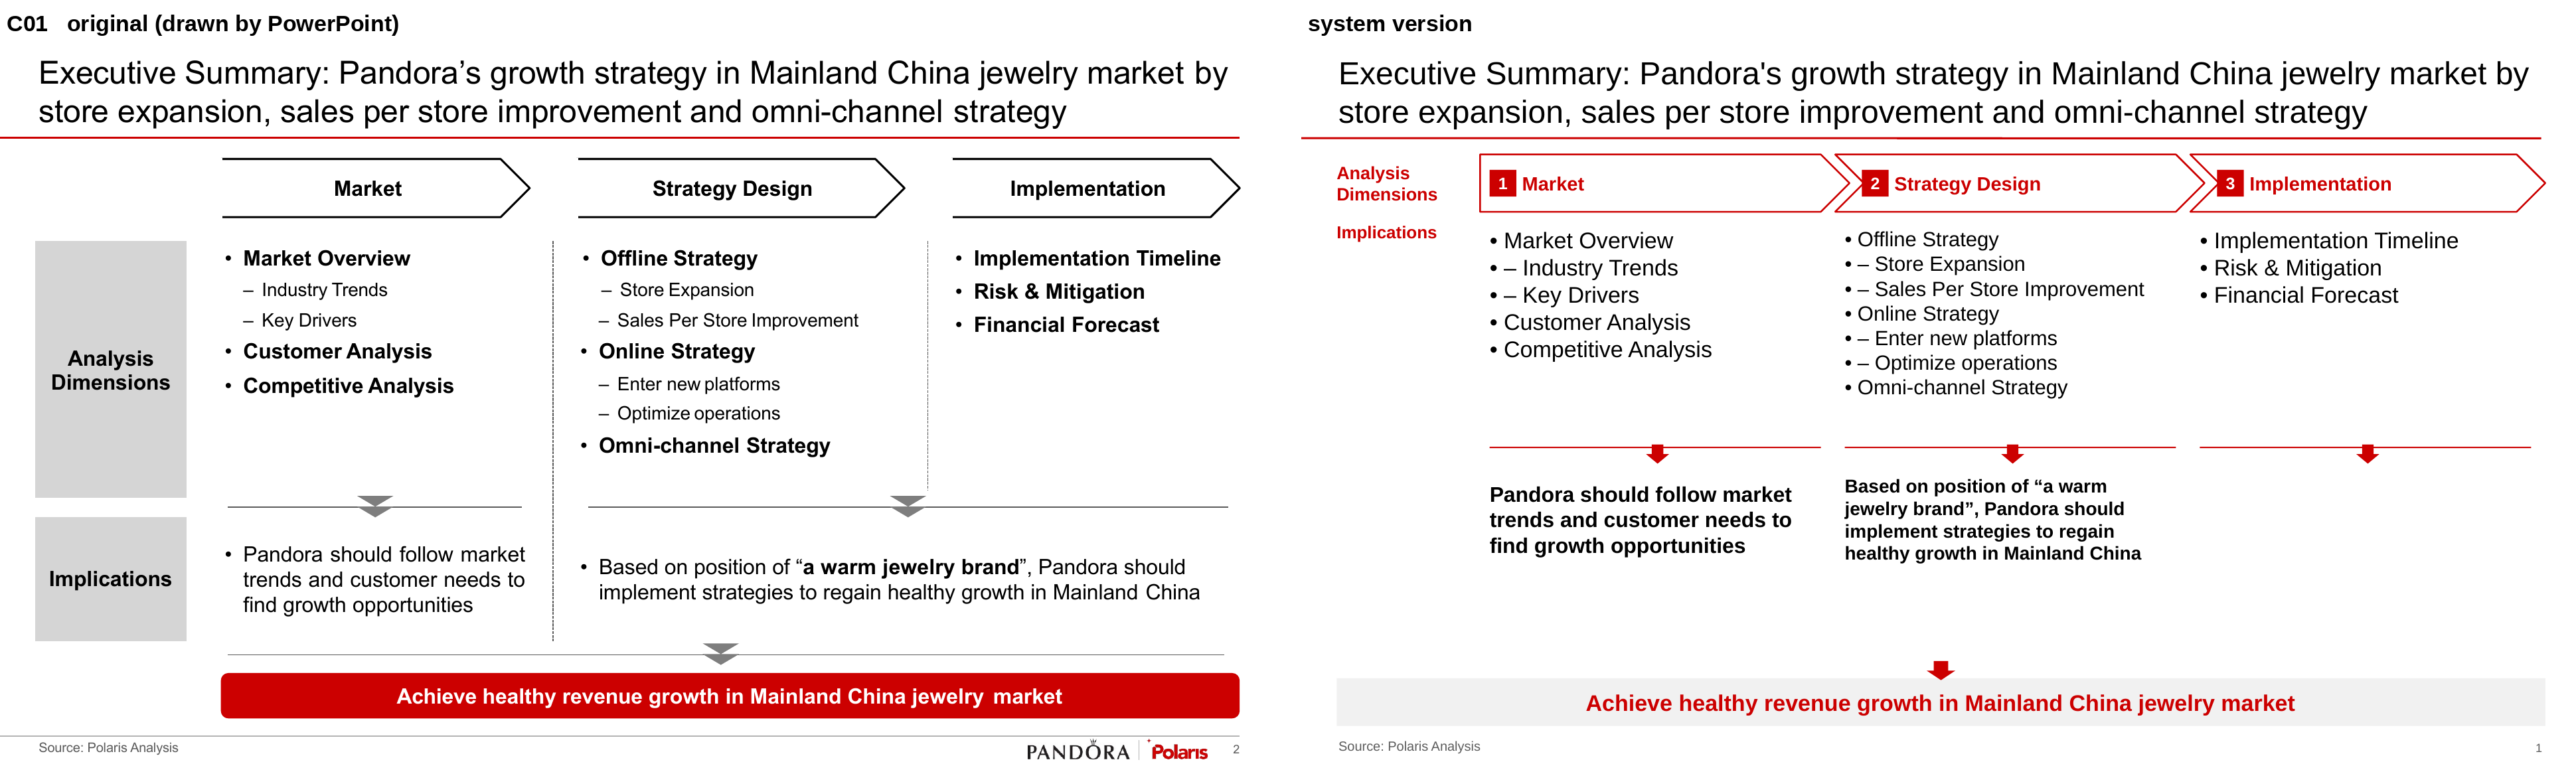 C01 original (drawn by PowerPoint)
Executive Summary: Pandora’s growth strategy in Mainland China jewelry market by
store expansion, sales per store improvement and omni-channel strategy
Market
Strategy Design
Implementation
Analysis
Dimensions
• Market Overview
– Industry Trends
– Key Drivers
• Customer Analysis
• Competitive Analysis
• Offline Strategy
– Store Expansion
– Sales Per Store Improvement
• Online Strategy
– Enter new platforms
– Optimize operations
• Omni-channel Strategy
• Implementation Timeline
• Risk & Mitigation
• Financial Forecast
Implications
• Pandora should follow market
trends and customer needs to
find growth opportunities
• Based on position of “a warm jewelry brand”, Pandora should
implement strategies to regain healthy growth in Mainland China
Achieve healthy revenue growth in Mainland China jewelry market
Source: Polaris Analysis
PANDORA | Polaris
2
system version
Executive Summary: Pandora's growth strategy in Mainland China jewelry market by
store expansion, sales per store improvement and omni-channel strategy
Analysis
Dimensions
Implications
1 Market
2 Strategy Design
3 Implementation
• Market Overview
• – Industry Trends
• – Key Drivers
• Customer Analysis
• Competitive Analysis
• Offline Strategy
• – Store Expansion
• – Sales Per Store Improvement
• Online Strategy
• – Enter new platforms
• – Optimize operations
• Omni-channel Strategy
• Implementation Timeline
• Risk & Mitigation
• Financial Forecast
Pandora should follow market
trends and customer needs to
find growth opportunities
Based on position of “a warm
jewelry brand”, Pandora should
implement strategies to regain
healthy growth in Mainland China
Achieve healthy revenue growth in Mainland China jewelry market
Source: Polaris Analysis
1